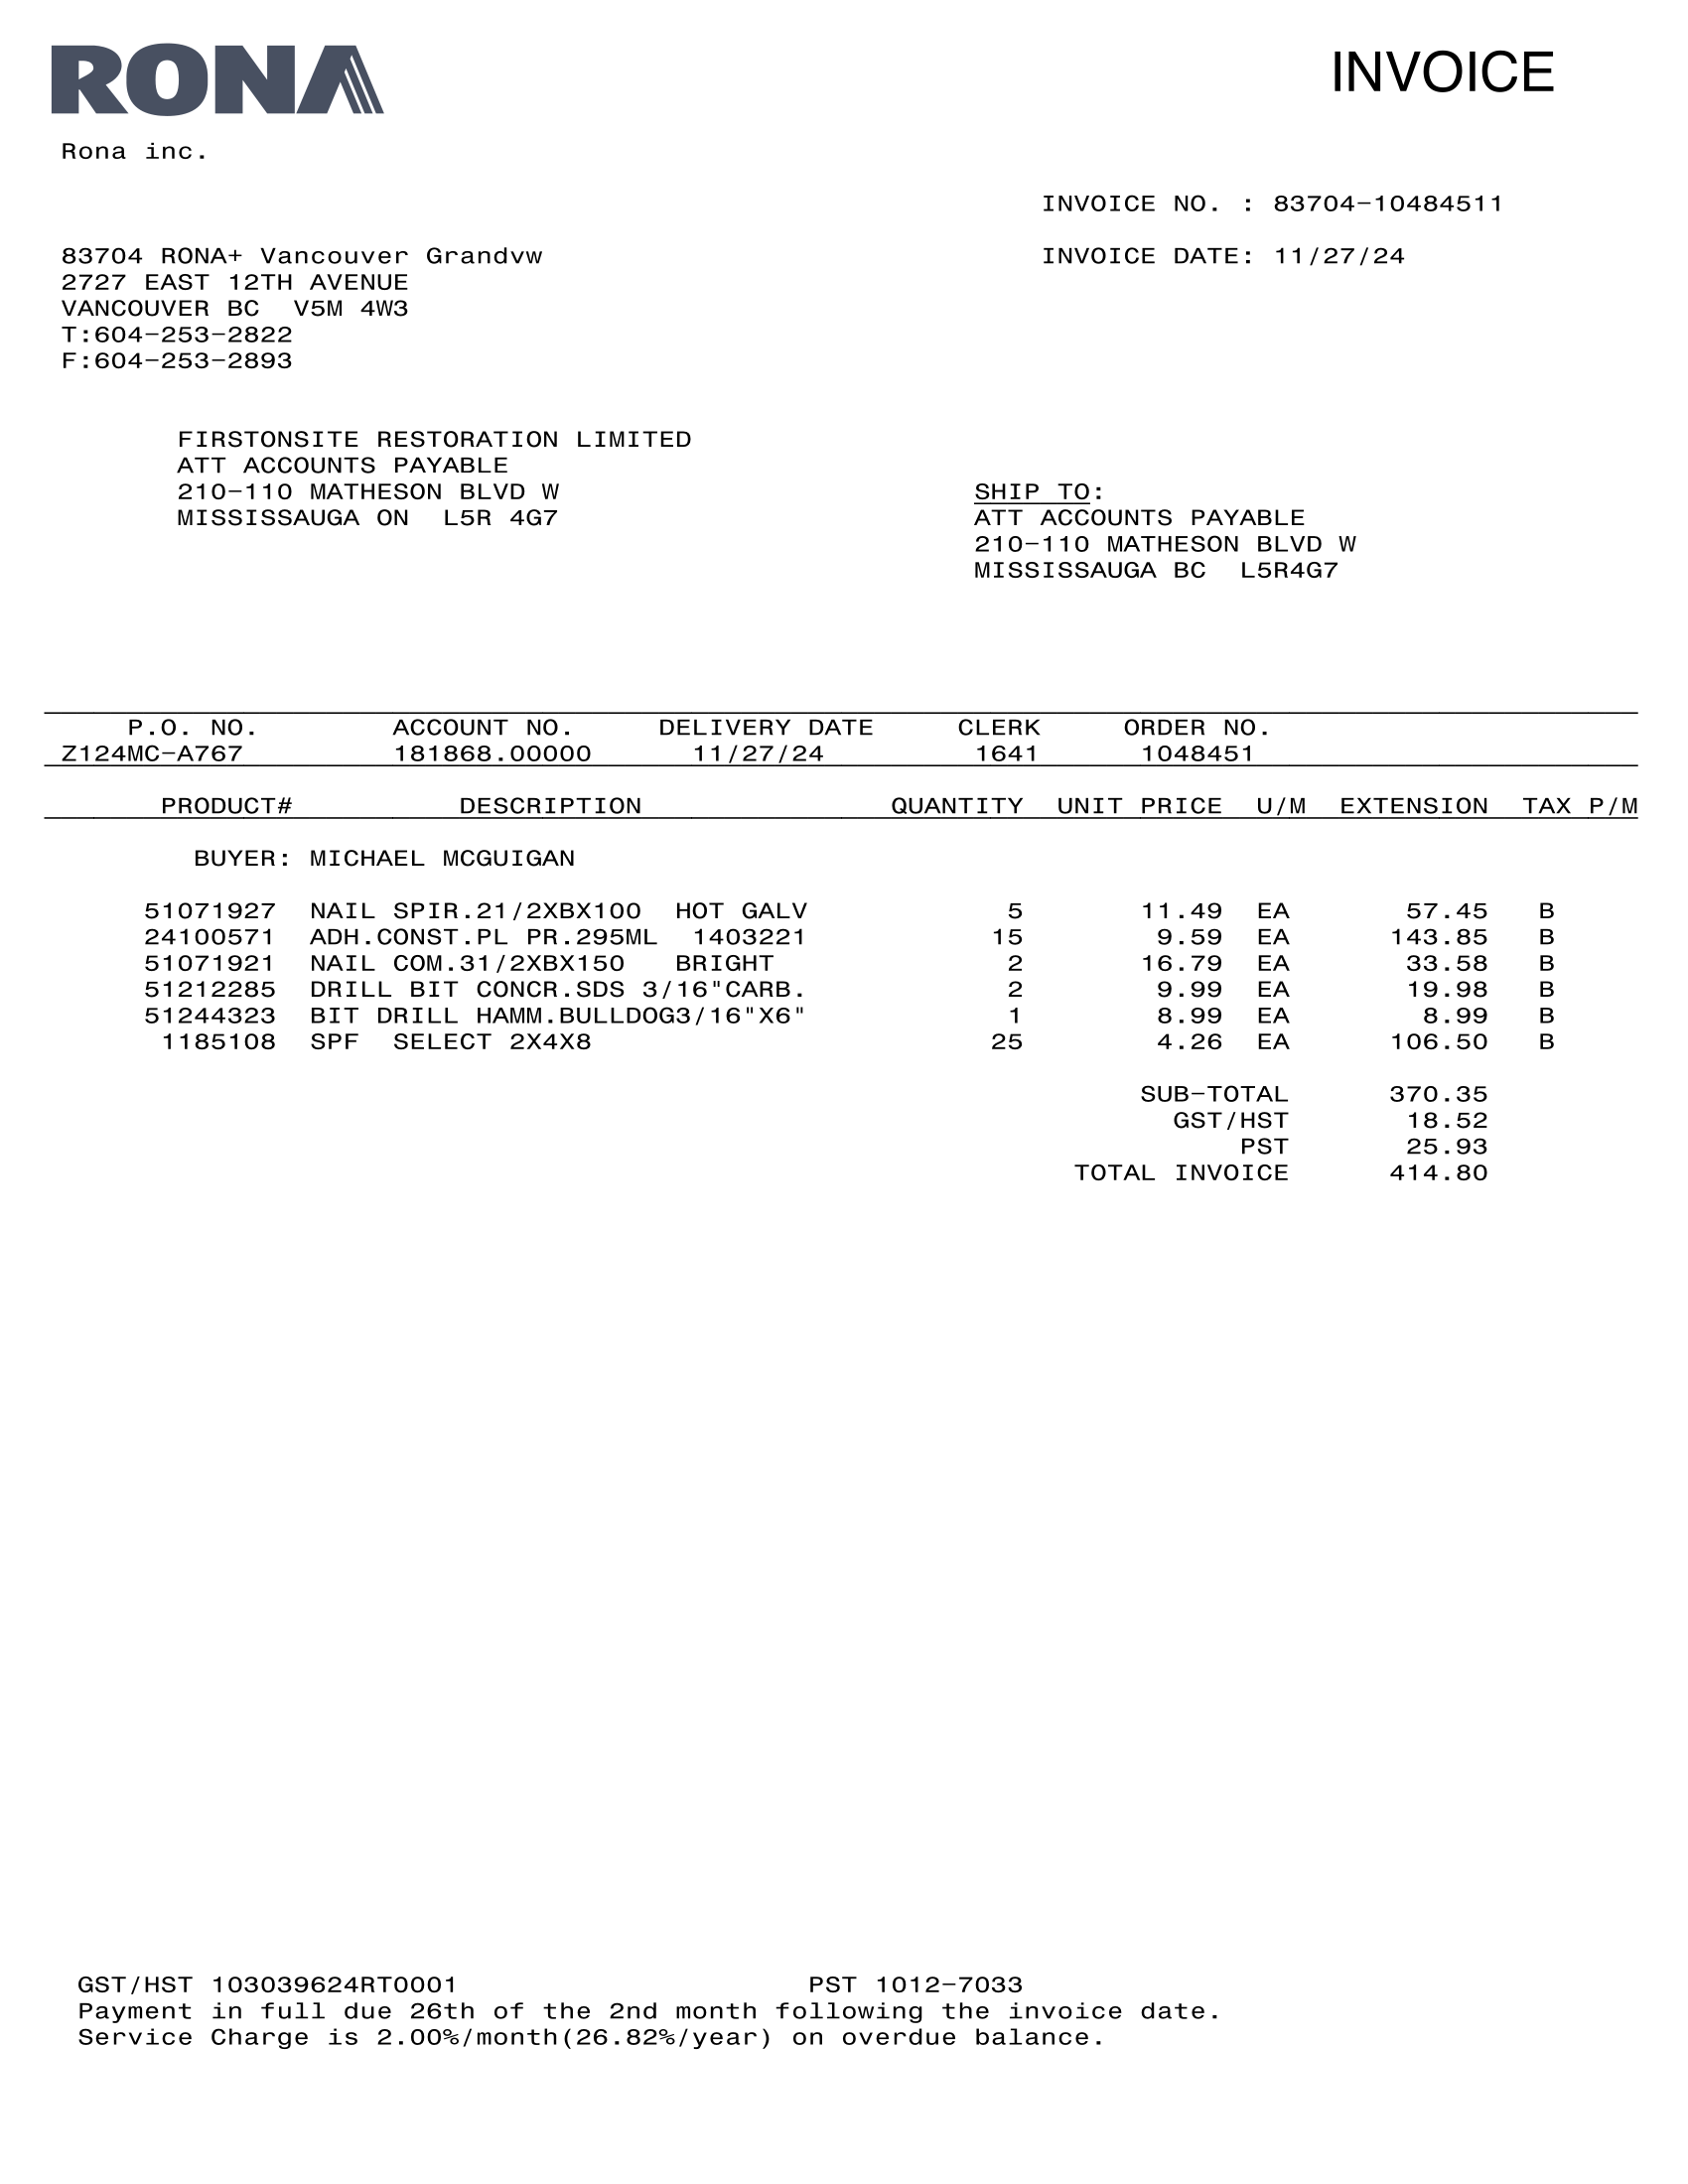 RONA
INVOICE
Rona inc.
INVOICE NO. : 83704-10484511
83704 RONA+ Vancouver Grandvw
INVOICE DATE: 11/27/24
2727 EAST 12TH AVENUE
VANCOUVER BC  V5M 4W3
T:604-253-2822
F:604-253-2893
FIRSTONSITE RESTORATION LIMITED
ATT ACCOUNTS PAYABLE
210-110 MATHESON BLVD W
MISSISSAUGA ON  L5R 4G7
SHIP TO:
ATT ACCOUNTS PAYABLE
210-110 MATHESON BLVD W
MISSISSAUGA BC  L5R4G7
P.O. NO. ACCOUNT NO. DELIVERY DATE CLERK ORDER NO.
Z124MC-A767 181868.00000 11/27/24 1641 1048451
PRODUCT# DESCRIPTION QUANTITY UNIT PRICE U/M EXTENSION TAX P/M
BUYER: MICHAEL MCGUIGAN
51071927 NAIL SPIR.21/2XBX100  HOT GALV 5 11.49 EA 57.45 B
24100571 ADH.CONST.PL PR.295ML  1403221 15 9.59 EA 143.85 B
51071921 NAIL COM.31/2XBX150   BRIGHT 2 16.79 EA 33.58 B
51212285 DRILL BIT CONCR.SDS 3/16"CARB. 2 9.99 EA 19.98 B
51244323 BIT DRILL HAMM.BULLDOG3/16"X6" 1 8.99 EA 8.99 B
1185108 SPF  SELECT 2X4X8 25 4.26 EA 106.50 B
SUB-TOTAL 370.35
GST/HST 18.52
PST 25.93
TOTAL INVOICE 414.80
GST/HST 103039624RT0001 PST 1012-7033
Payment in full due 26th of the 2nd month following the invoice date.
Service Charge is 2.00%/month(26.82%/year) on overdue balance.